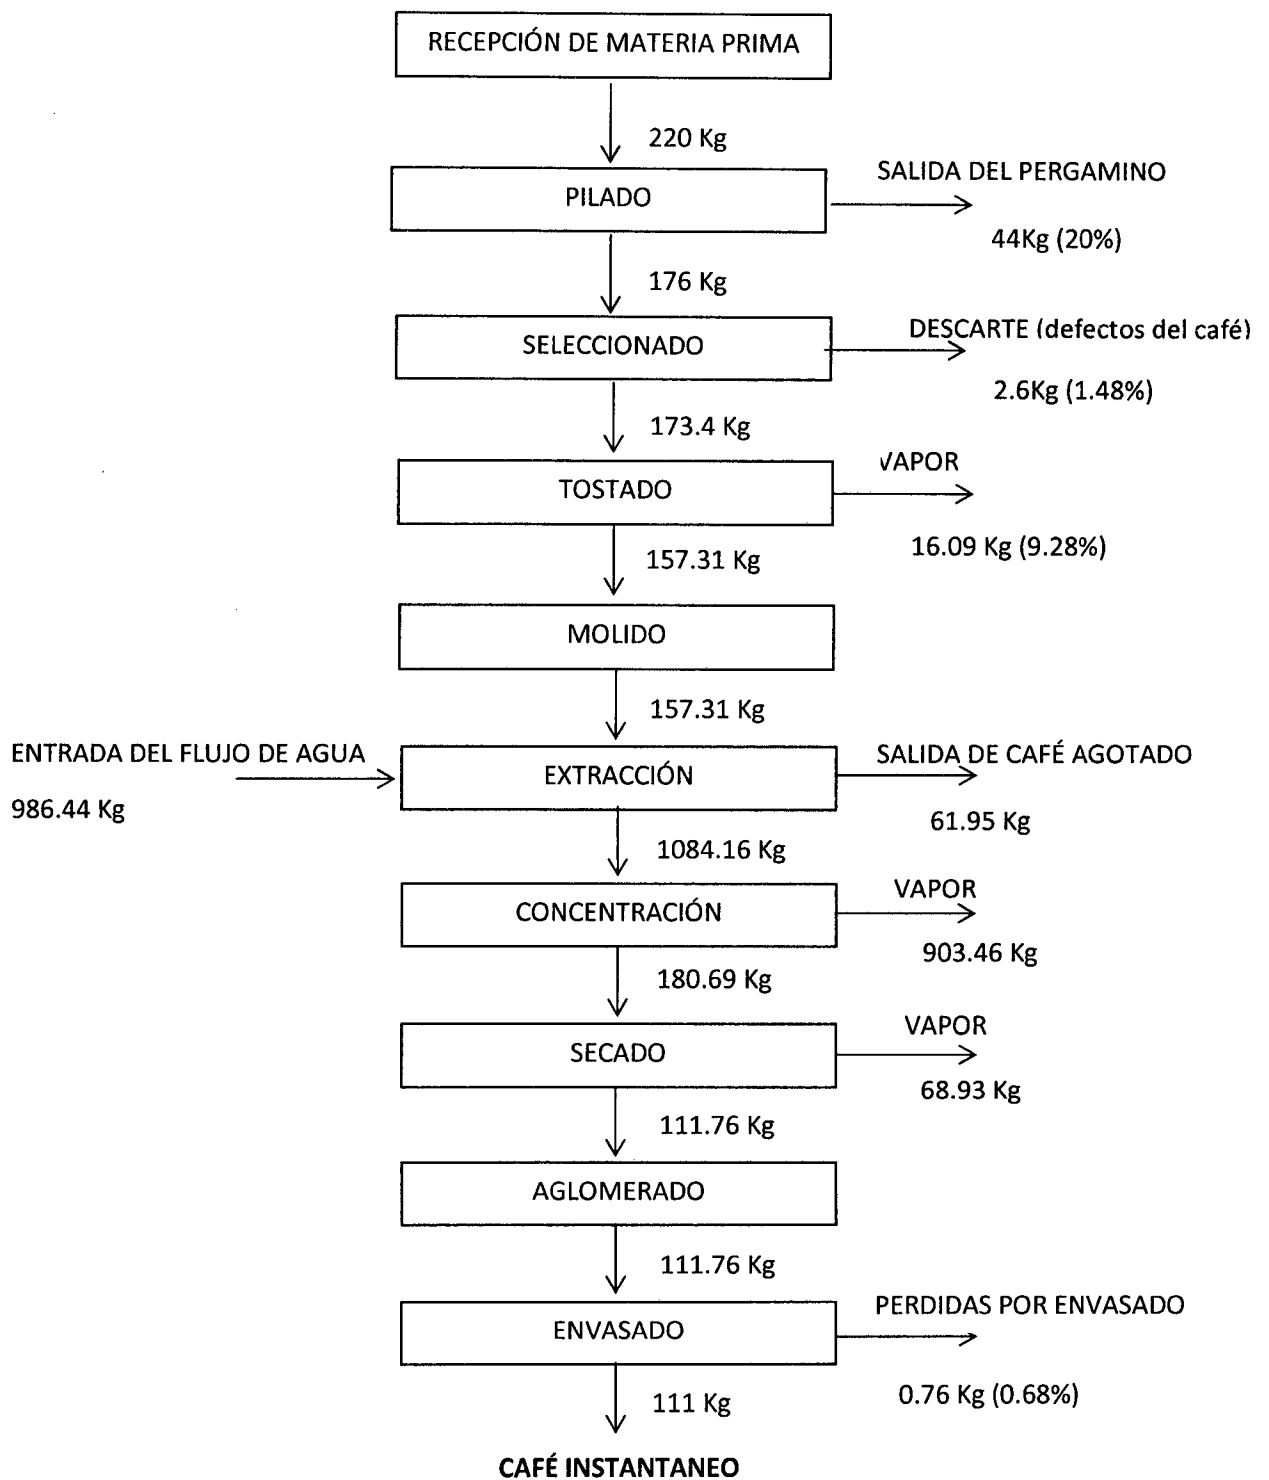 RECEPCIÓN DE MATERIA PRIMA
220 Kg
PILADO
SALIDA DEL PERGAMINO
44Kg (20%)
176 Kg
SELECCIONADO
DESCARTE (defectos del café)
2.6Kg (1.48%)
173.4 Kg
TOSTADO
VAPOR
16.09 Kg (9.28%)
157.31 Kg
MOLIDO
157.31 Kg
ENTRADA DEL FLUJO DE AGUA
986.44 Kg
EXTRACCIÓN
SALIDA DE CAFÉ AGOTADO
61.95 Kg
1084.16 Kg
CONCENTRACIÓN
VAPOR
903.46 Kg
180.69 Kg
SECADO
VAPOR
68.93 Kg
111.76 Kg
AGLOMERADO
111.76 Kg
ENVASADO
PERDIDAS POR ENVASADO
0.76 Kg (0.68%)
111 Kg
CAFÉ INSTANTANEO